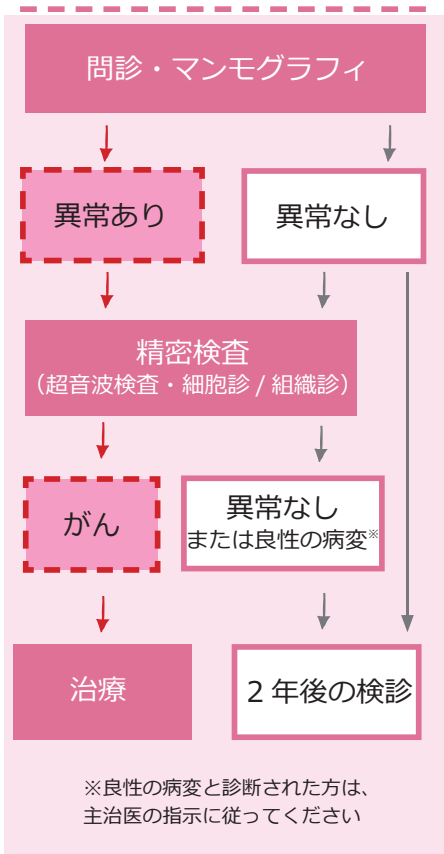 問診・マンモグラフィ
異常あり
異常なし
精密検査
（超音波検査・細胞診 / 組織診）
がん
異常なし
または良性の病変※
治療
2 年後の検診
※良性の病変と診断された方は、
主治医の指示に従ってください